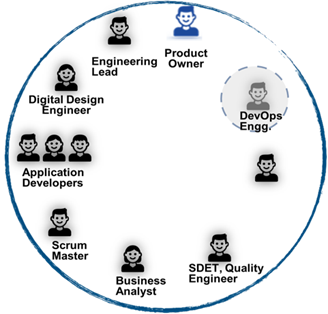 Engineering
Lead
Product
Owner
Digital Design
Engineer
DevOps
Engg.
Application
Developers
Scrum
Master
Business
Analyst
SDET, Quality
Engineer